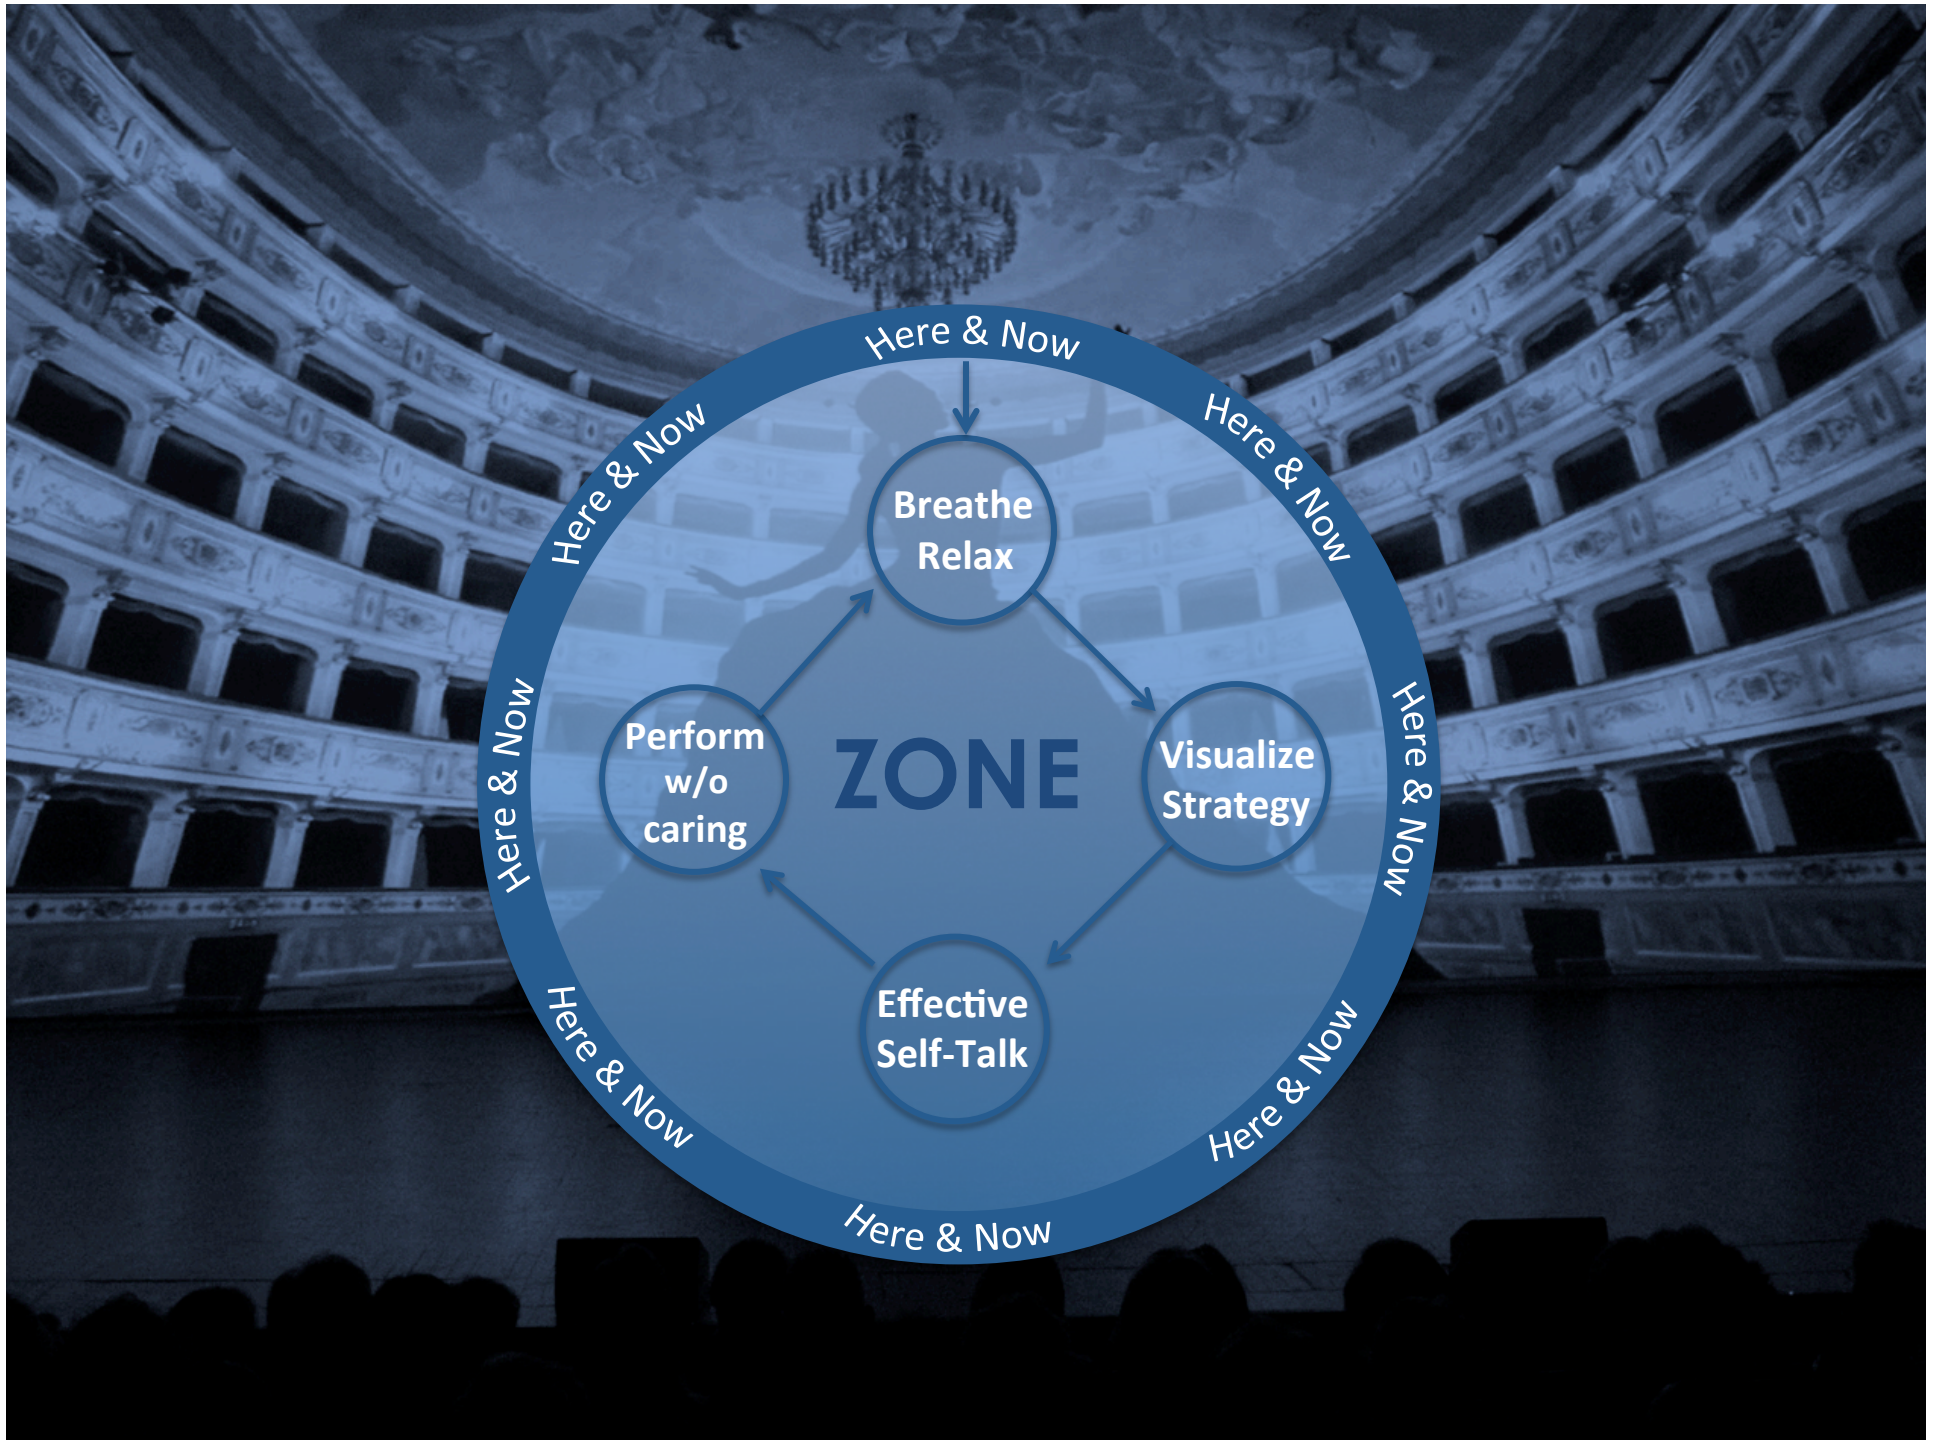 Here & Now
Here & Now
Here & Now
Breathe
Relax
Here & Now
Perform
w/o
caring
ZONE
Visualize
Strategy
Here & Now
Effective
Self-Talk
Here & Now
Here & Now
Here & Now